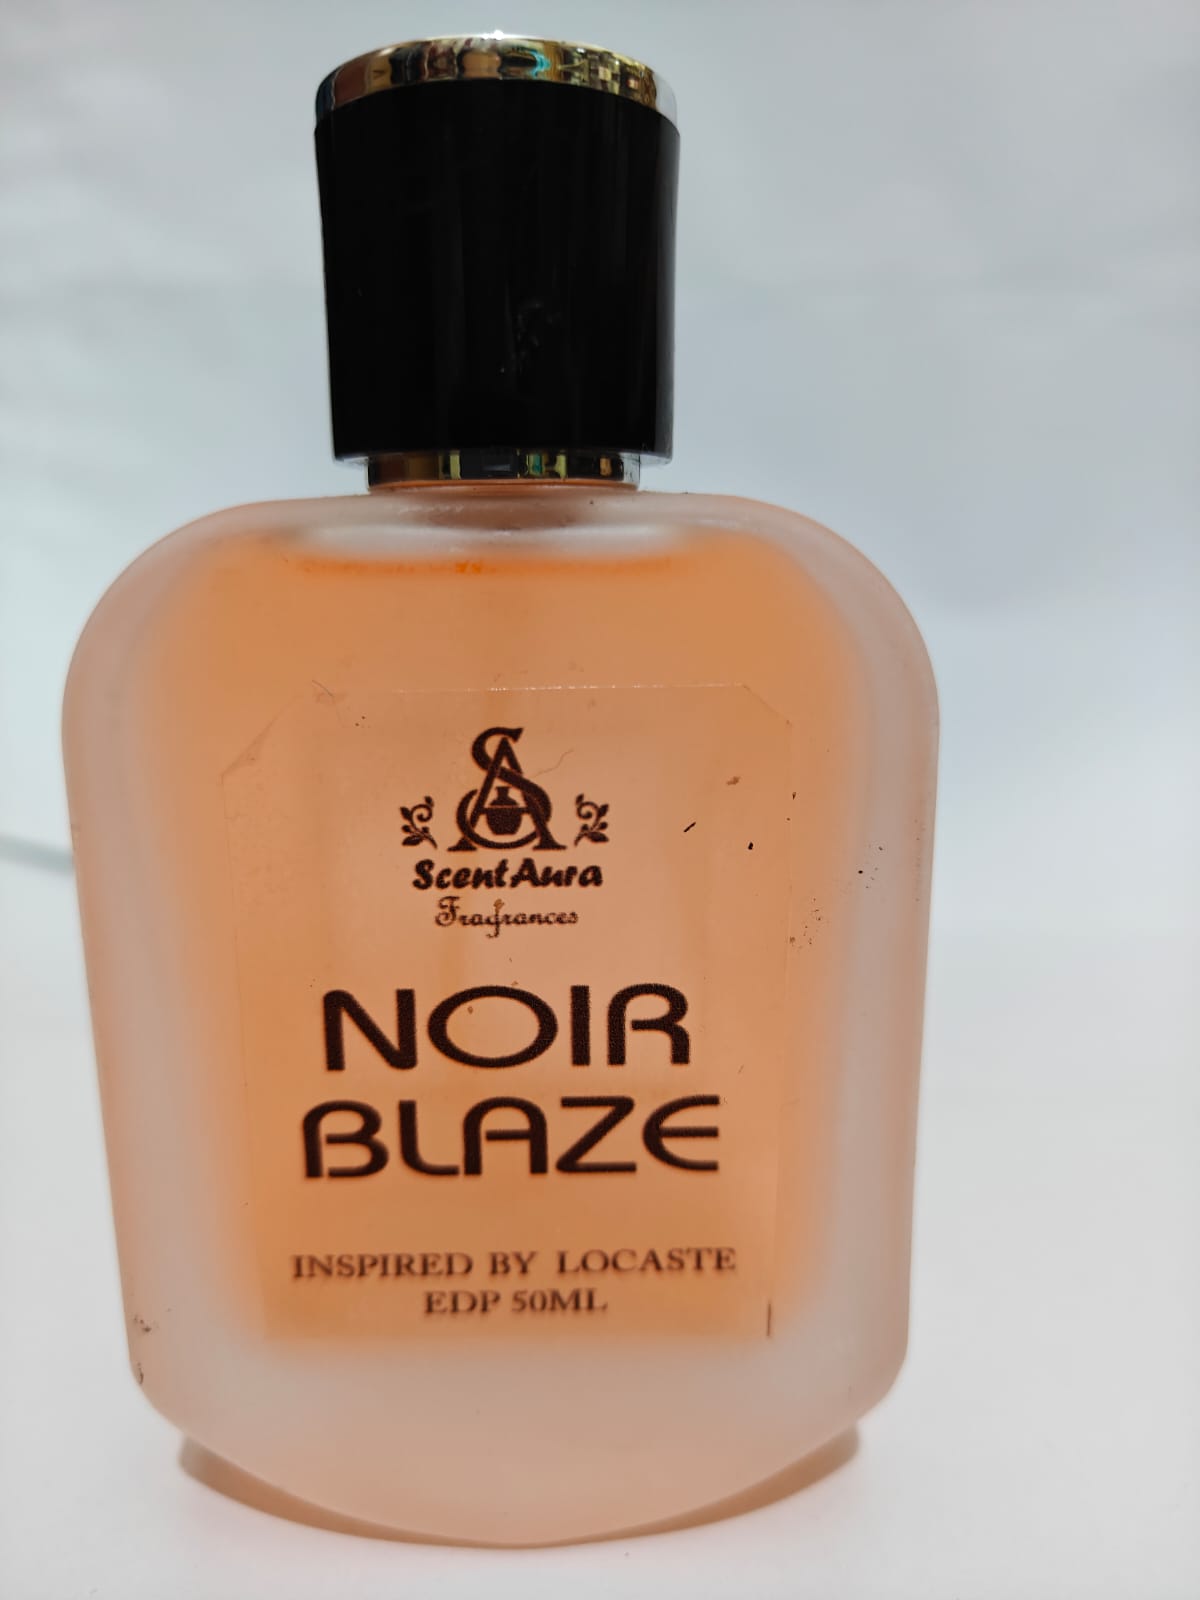 SA
ScentAura
Fragrances
NOIR
BLAZE
INSPIRED BY LOCASTE
EDP 50ML